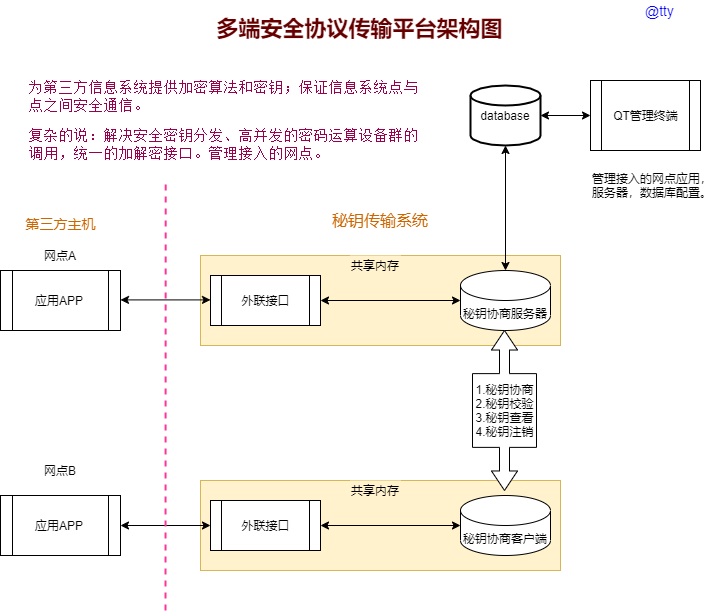 @tty
多端安全协议传输平台架构图
为第三方信息系统提供加密算法和密钥；保证信息系统点与
点之间安全通信。
复杂的说：解决安全密钥分发、高并发的密码运算设备群的
调用，统一的加解密接口。管理接入的网点。
database
QT管理终端
管理接入的网点应用，
服务器，数据库配置。
第三方主机
秘钥传输系统
网点A
共享内存
应用APP
外联接口
秘钥协商服务器
1.秘钥协商
2.秘钥校验
3.秘钥查看
4.秘钥注销
网点B
共享内存
应用APP
外联接口
秘钥协商客户端